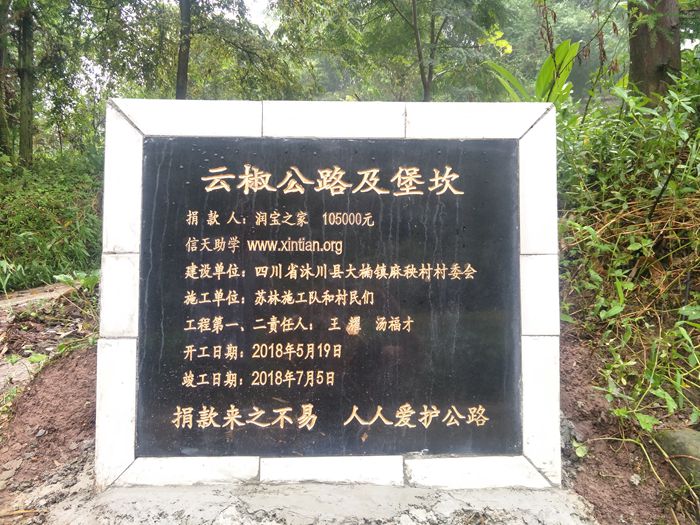 云椒公路及堡坎
捐款人：润宝之家 105000元
信天助学 www.xintian.org
建设单位：四川省沐川县大楠镇麻秧村村委会
施工单位：苏林施工队和村民们
工程第一、二责任人：王耀 汤福才
开工日期：2018年5月19日
竣工日期：2018年7月5日
捐款来之不易 人人爱护公路